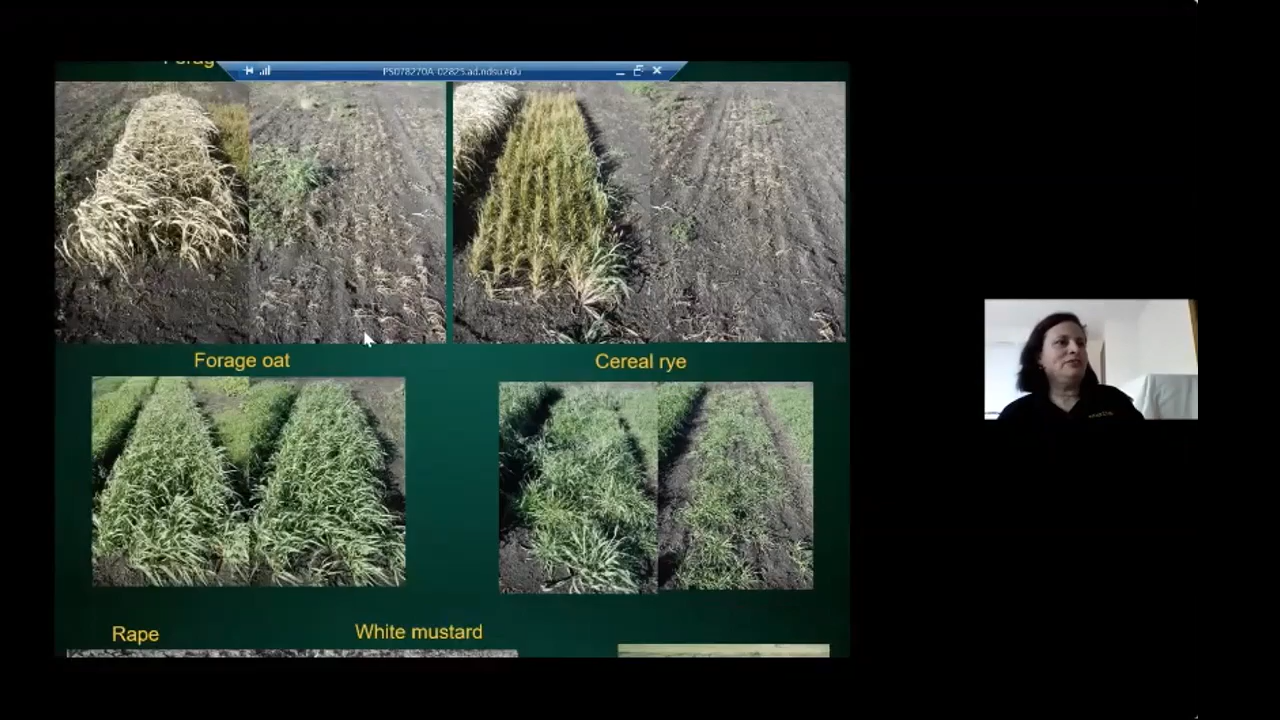 PS078270A-02825.ad.ndsu.edu
Forage oat
Cereal rye
Rape
White mustard